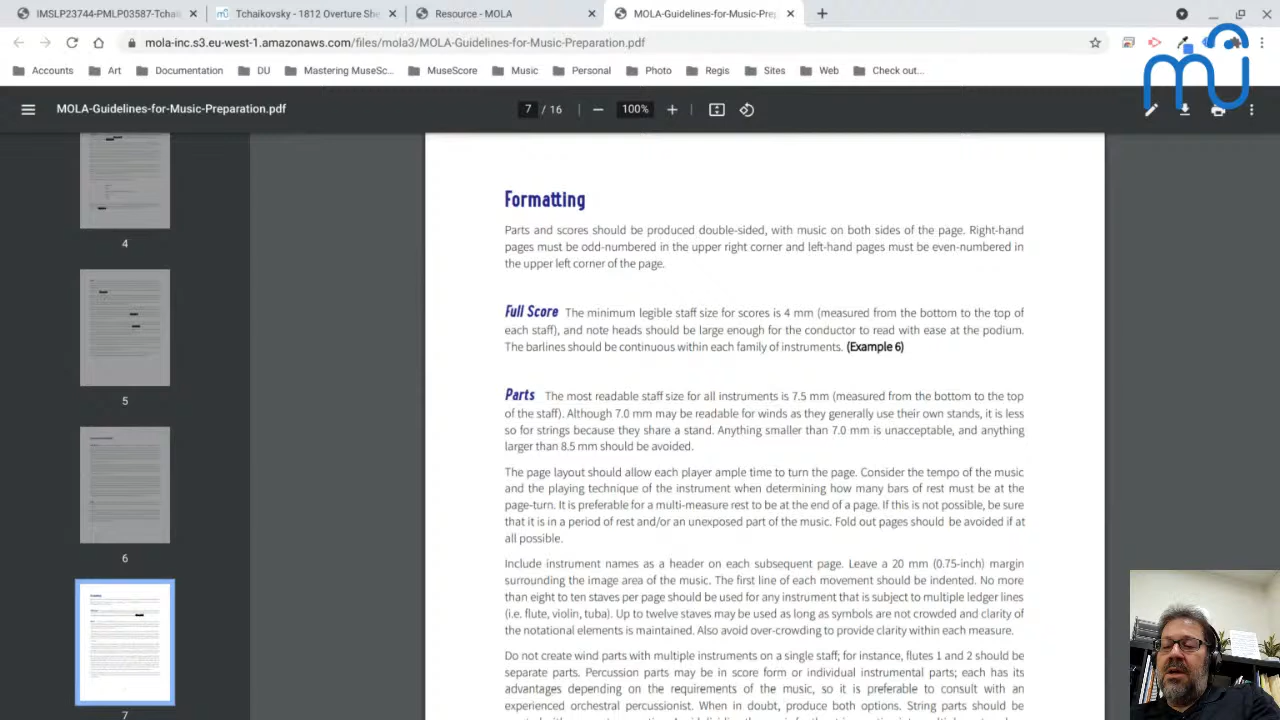 IMSLP23744-PMLP03587-Tchai
Tchaikovsky - 1812 Overture She
Resource - MOLA
MOLA-Guidelines-for-Music-Prep
mola-inc.s3.eu-west-1.amazonaws.com/files/mola3/MOLA-Guidelines-for-Music-Preparation.pdf
Accounts Art Documentation DU Mastering MuseSc... MuseScore Music Personal Photo Regis Sites Web Check out...
MOLA-Guidelines-for-Music-Preparation.pdf 7 / 16 100%
4
5
6
7
Formatting
Parts and scores should be produced double-sided, with music on both sides of the page. Right-hand
pages must be odd-numbered in the upper right corner and left-hand pages must be even-numbered in
the upper left corner of the page.
Full Score The minimum legible staff size for scores is 4 mm (measured from the bottom to the top of
each staff), and note heads should be large enough for the conductor to read with ease at the podium.
The barlines should be continuous within each family of instruments. (Example 6)
Parts The most readable staff size for all instruments is 7.5 mm (measured from the bottom to the top
of the staff). Although 7.0 mm may be readable for winds as they generally use their own stands, it is less
so for strings because they share a stand. Anything smaller than 7.0 mm is unacceptable, and anything
larger than 8.5 mm should be avoided.
The page layout should allow each player ample time to turn the page. Consider the tempo of the music
and the playing technique of the instrument when determining how many bars of rest must be at the
page-turn. It is preferable for a multi-measure rest to be at the end of a page. If this is not possible, be sure
that it is in a period of rest and/or an unexposed part of the music. Fold out pages should be avoided if at
all possible.
Include instrument names as a header on each subsequent page. Leave a 20 mm (0.75-inch) margin
surrounding the image area of the music. The first line of each movement should be indented. No more
than eight to ten staves per page should be used for any instrument that is subject to multiple ledger lines
(i.e. flute, violin, tuba). Up to twelve staves may be used as long as symbols are not crowded and clarity of
the notational elements is maintained. Also avoid over-crowding to provide clarity within each measure.
Do not create wind parts with multiple instruments on a single staff; for instance, flutes 1 and 2 should be
separate parts. Percussion parts may be in score form or individual instrumental parts; each has its
advantages depending on the requirements of the music, so it is preferable to consult with an
experienced orchestral percussionist. When in doubt, produce both options. String parts should be